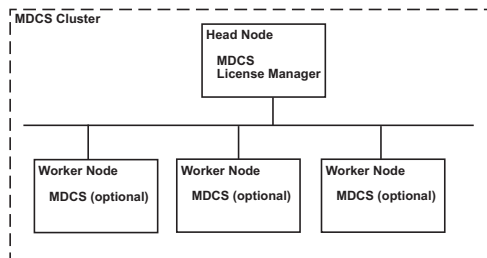 MDCS Cluster
Head Node
MDCS
License Manager
Worker Node
MDCS (optional)
Worker Node
MDCS (optional)
Worker Node
MDCS (optional)